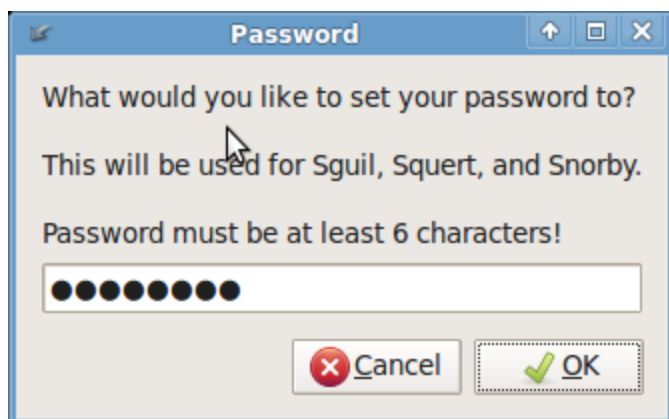 Password
What would you like to set your password to?
This will be used for Sguil, Squert, and Snorby.
Password must be at least 6 characters!
●●●●●●●●
Cancel
OK